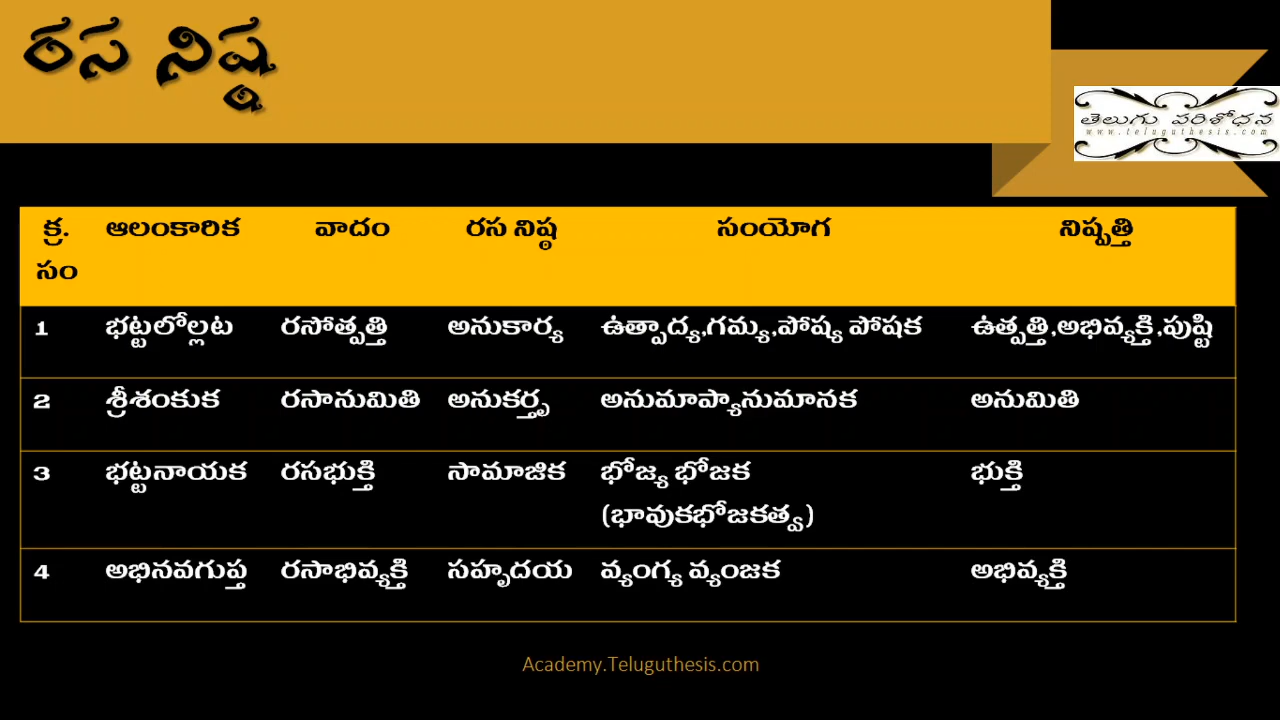 రస నిష్ఠ
తెలుగు పరిశోధన
www.teluguthesis.com
క్ర. ఆలంకారిక వాదం రస నిష్ఠ సంయోగ నిష్పత్తి
సం
1 భట్టలోల్లట రసోత్పత్తి అనుకార్య ఉత్పాద్య,గమ్య,పోష్య పోషక ఉత్పత్తి,అభివ్యక్తి,పుష్టి
2 శ్రీశంకుక రసానుమితి అనుకర్తృ అనుమాప్యానుమానక అనుమితి
3 భట్టనాయక రసభుక్తి సామాజిక భోజ్య భోజక భుక్తి
(భావుకభోజకత్వ)
4 అభినవగుప్త రసాభివ్యక్తి సహృదయ వ్యంగ్య వ్యంజక అభివ్యక్తి
Academy.Teluguthesis.com